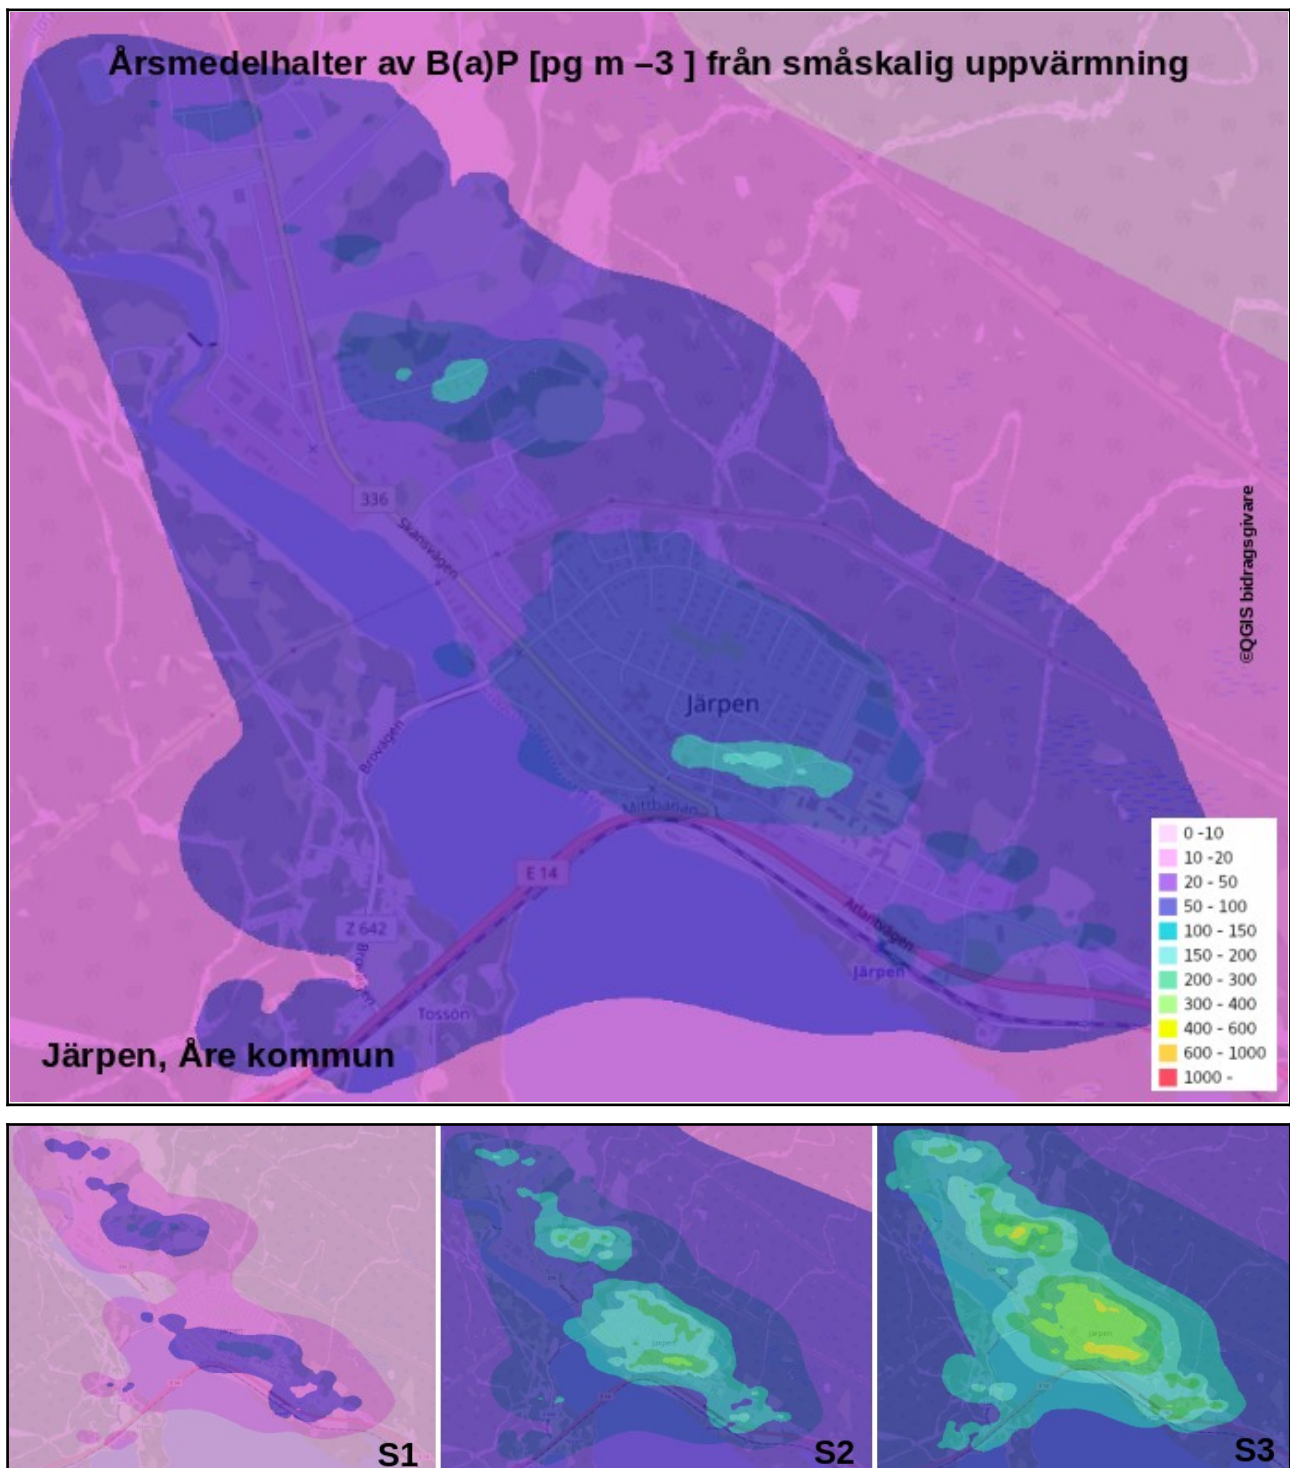 Årsmedelhalter av B(a)P [pg m –3 ] från småskalig uppvärmning
336
Skansvägen
©QGIS bidragsgivare
Järpen
Brovägen
Mittbanan
E 14
0 -10
10 -20
20 - 50
50 - 100
100 - 150
150 - 200
200 - 300
300 - 400
400 - 600
600 - 1000
1000 -
Z 642
Atlantvägen
Järpen
Tossön
Järpen, Åre kommun
S1
S2
S3